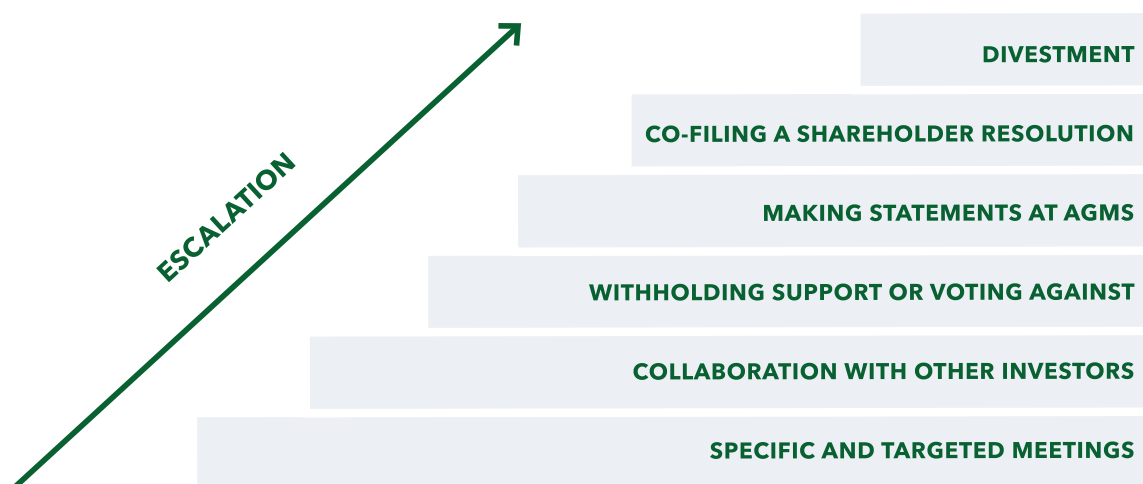 DIVESTMENT
CO-FILING A SHAREHOLDER RESOLUTION
MAKING STATEMENTS AT AGMS
ESCALATION
WITHHOLDING SUPPORT OR VOTING AGAINST
COLLABORATION WITH OTHER INVESTORS
SPECIFIC AND TARGETED MEETINGS